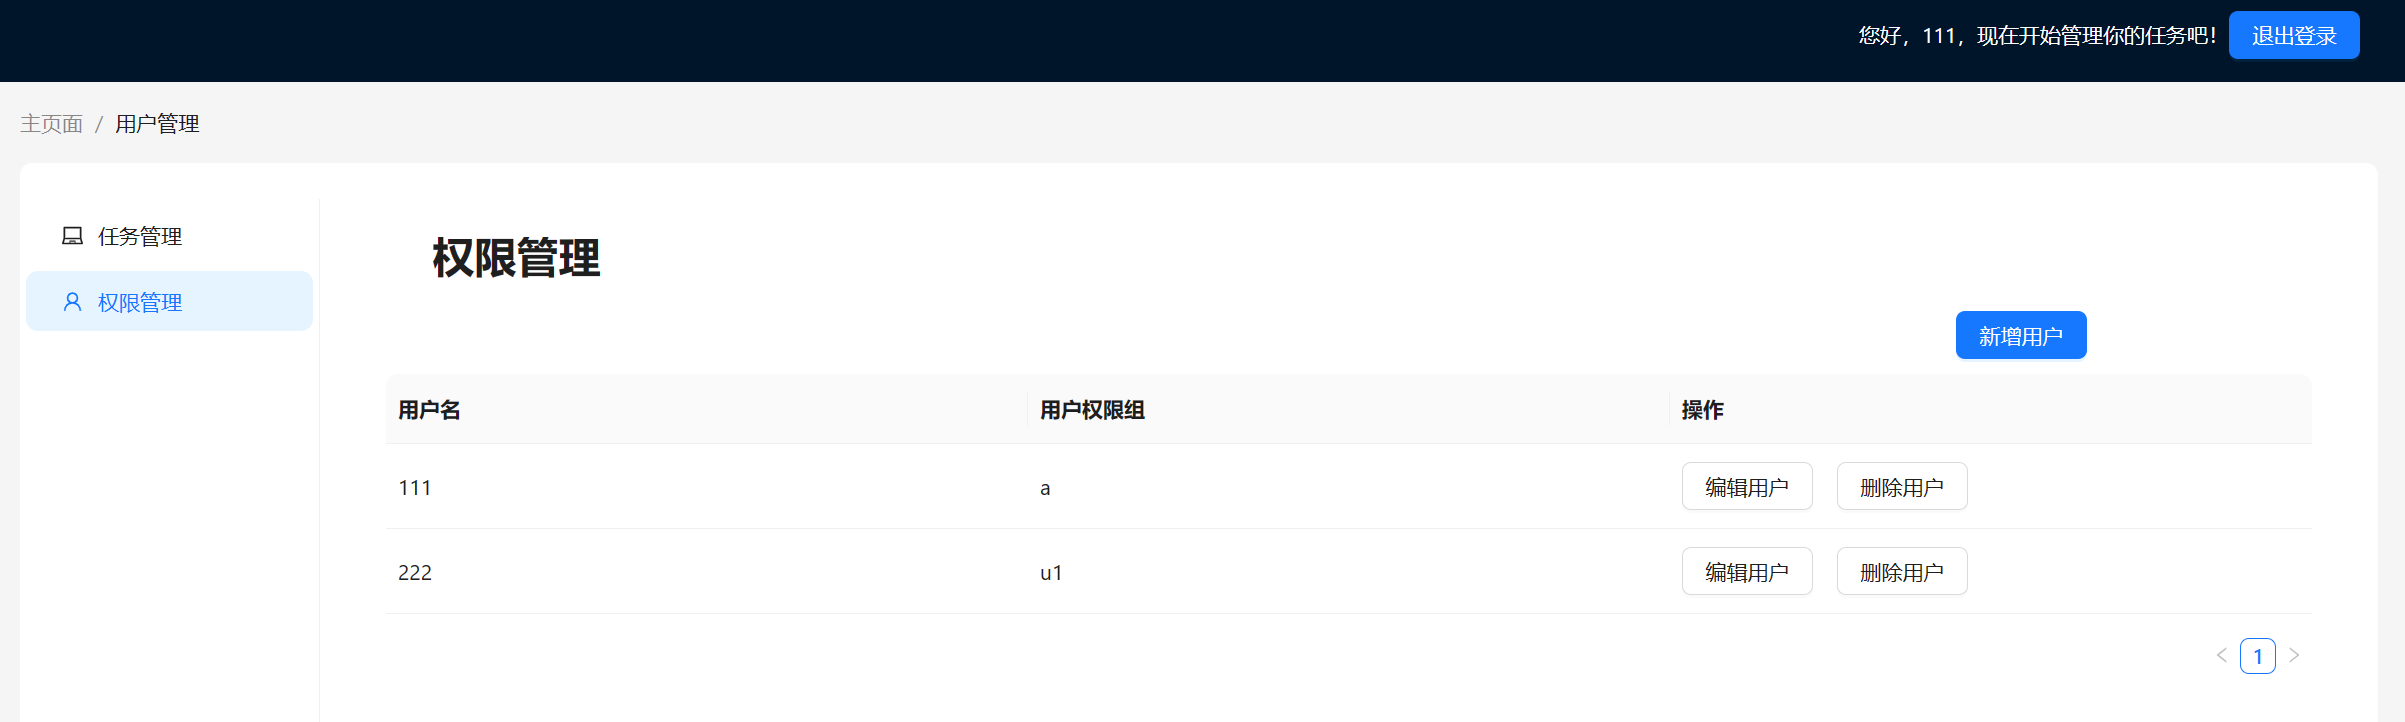 您好，111，现在开始管理你的任务吧！ 退出登录
主页面 / 用户管理
任务管理
权限管理
权限管理
新增用户
用户名 用户权限组 操作
111 a 编辑用户 删除用户
222 u1 编辑用户 删除用户
< 1 >